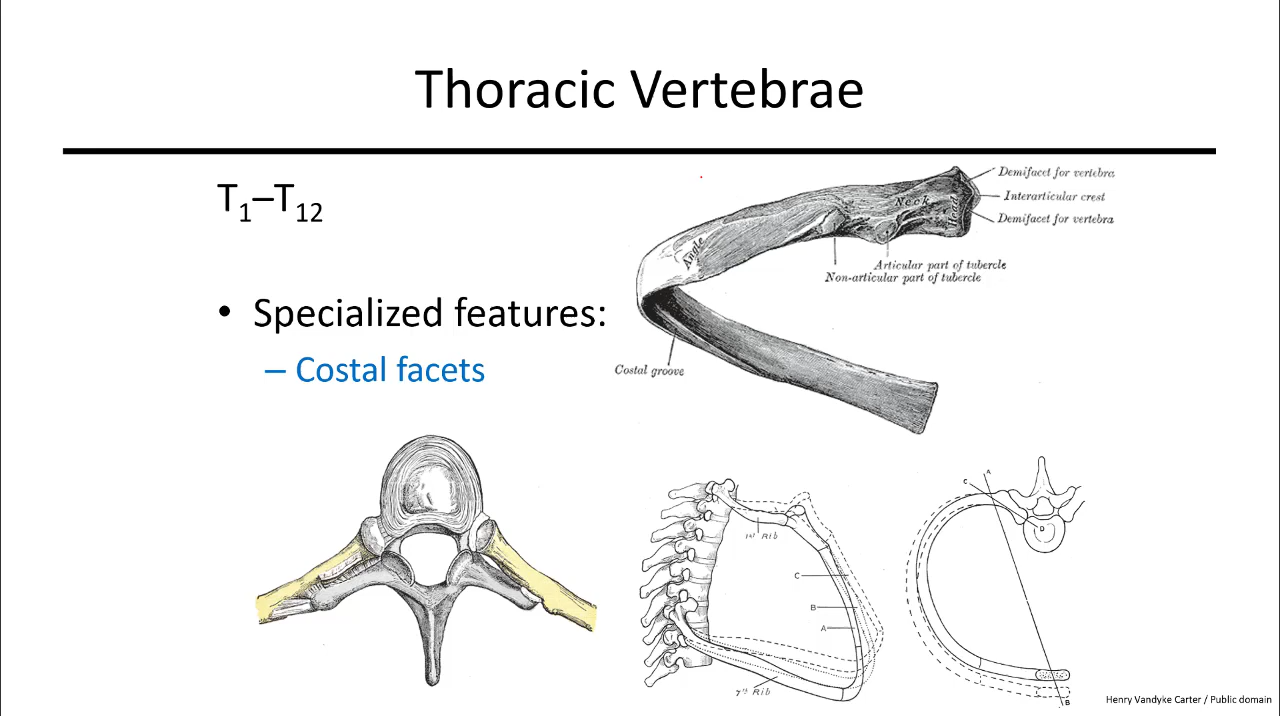 Thoracic Vertebrae
T1–T12
• Specialized features:
– Costal facets
Demifacet for vertebra
Interarticular crest
Demifacet for vertebra
Neck
Head
Angle
Articular part of tubercle
Non-articular part of tubercle
Costal groove
1st Rib
C
B
A
7th Rib
A
C
D
B
Henry Vandyke Carter / Public domain